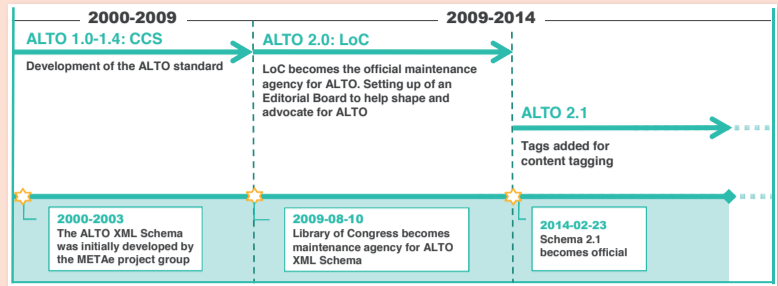 2000-2009
2009-2014
ALTO 1.0-1.4: CCS
Development of the ALTO standard
ALTO 2.0: LoC
LoC becomes the official maintenance
agency for ALTO. Setting up of an
Editorial Board to help shape and
advocate for ALTO
ALTO 2.1
Tags added for
content tagging
2000-2003
The ALTO XML Schema
was initially developed by
the METAe project group
2009-08-10
Library of Congress becomes
maintenance agency for ALTO
XML Schema
2014-02-23
Schema 2.1
becomes official